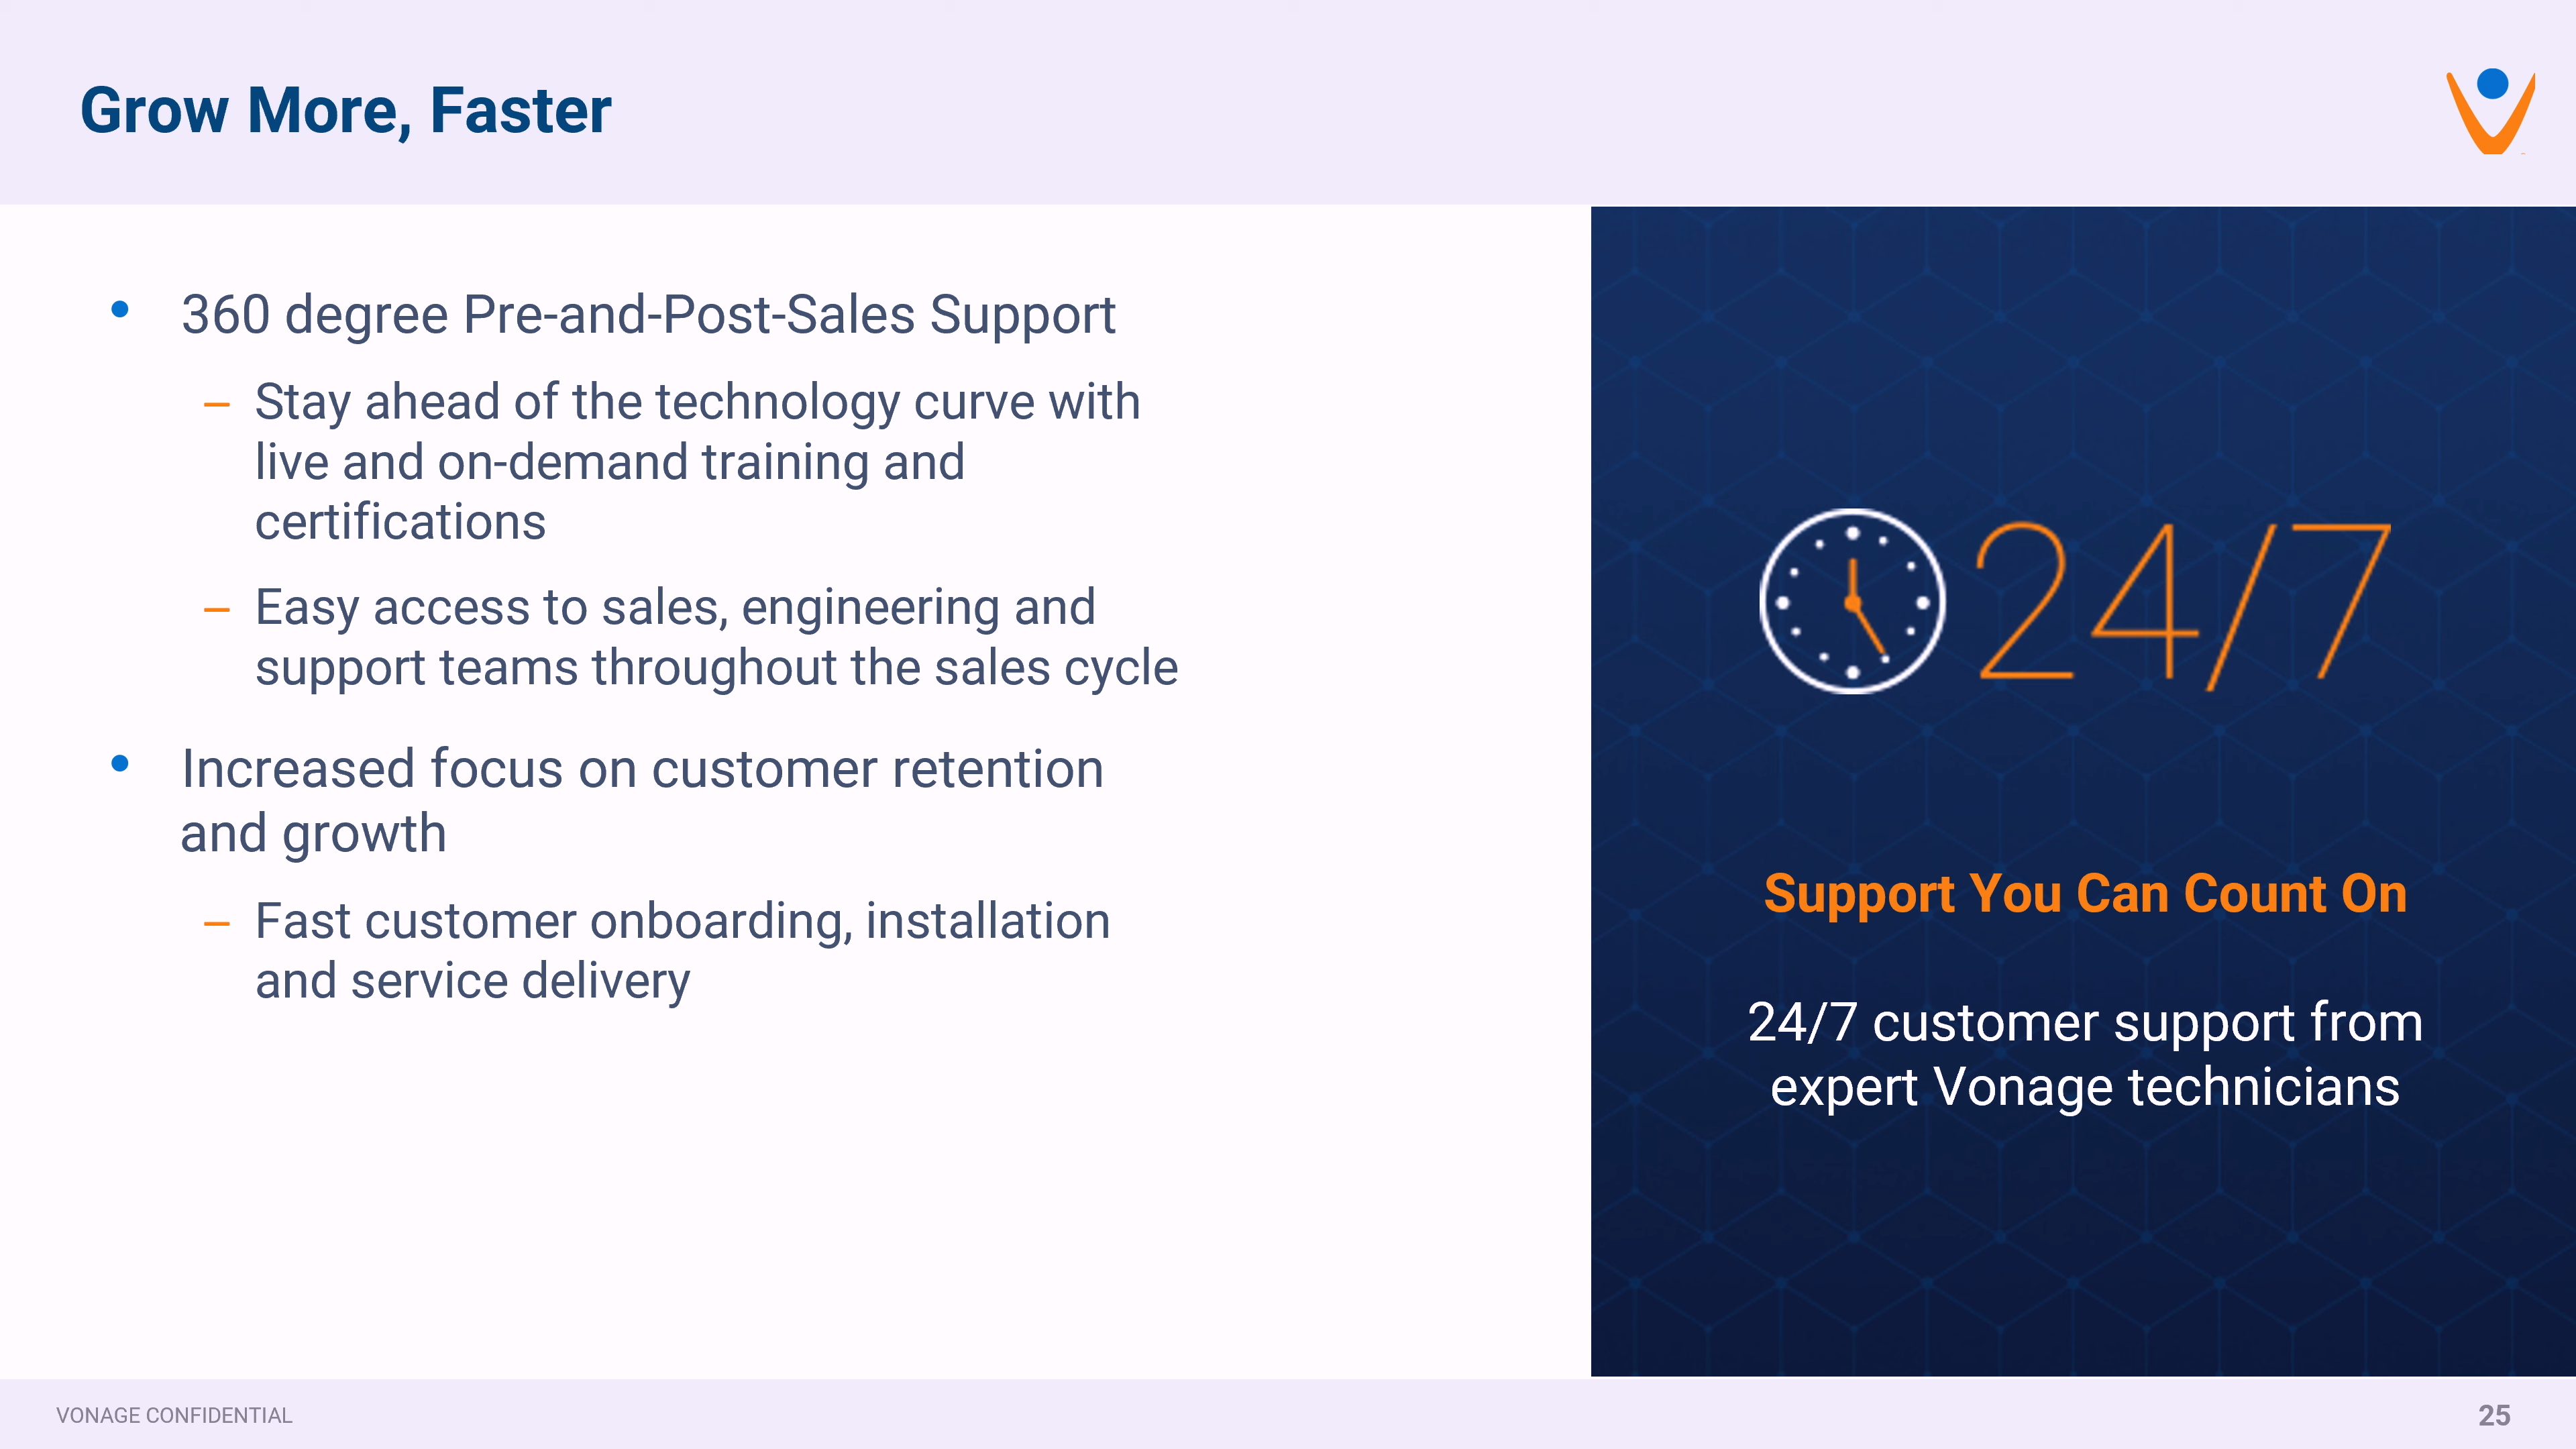 Grow More, Faster
• 360 degree Pre-and-Post-Sales Support
– Stay ahead of the technology curve with
live and on-demand training and
certifications
– Easy access to sales, engineering and
support teams throughout the sales cycle
• Increased focus on customer retention
and growth
– Fast customer onboarding, installation
and service delivery
24/7
Support You Can Count On
24/7 customer support from
expert Vonage technicians
VONAGE CONFIDENTIAL
25